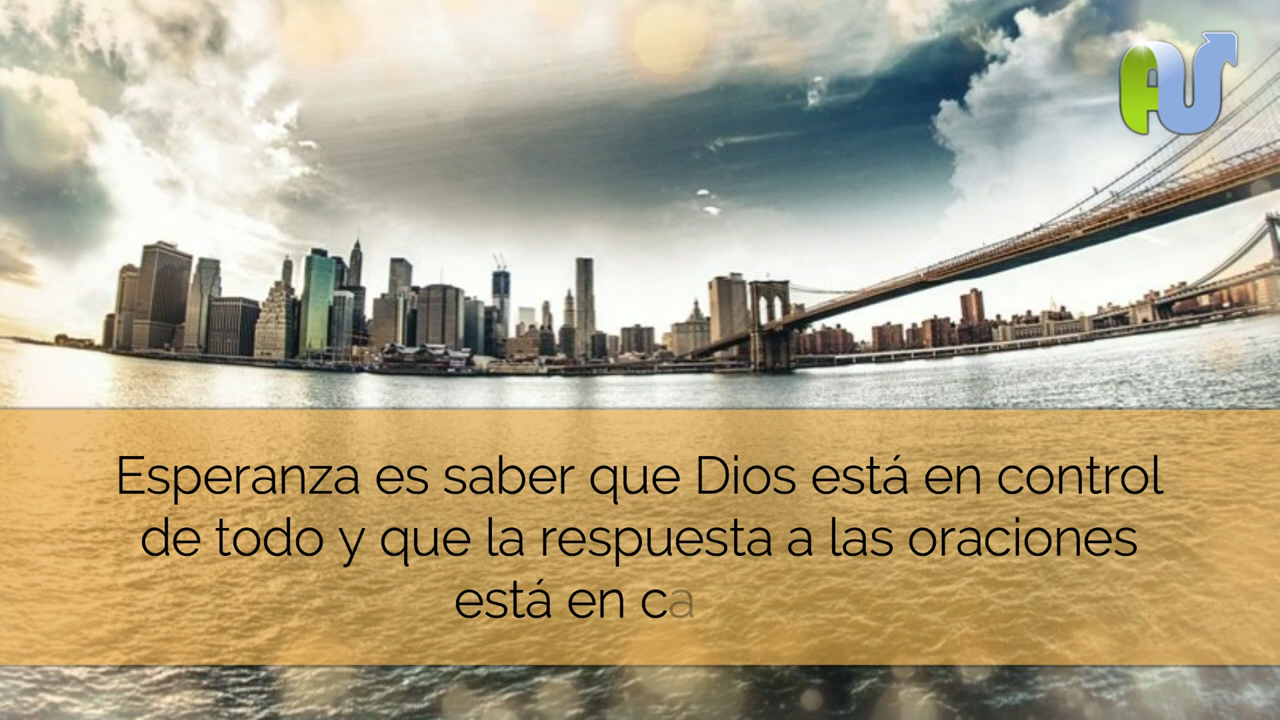 Esperanza es saber que Dios está en control
de todo y que la respuesta a las oraciones
está en ca